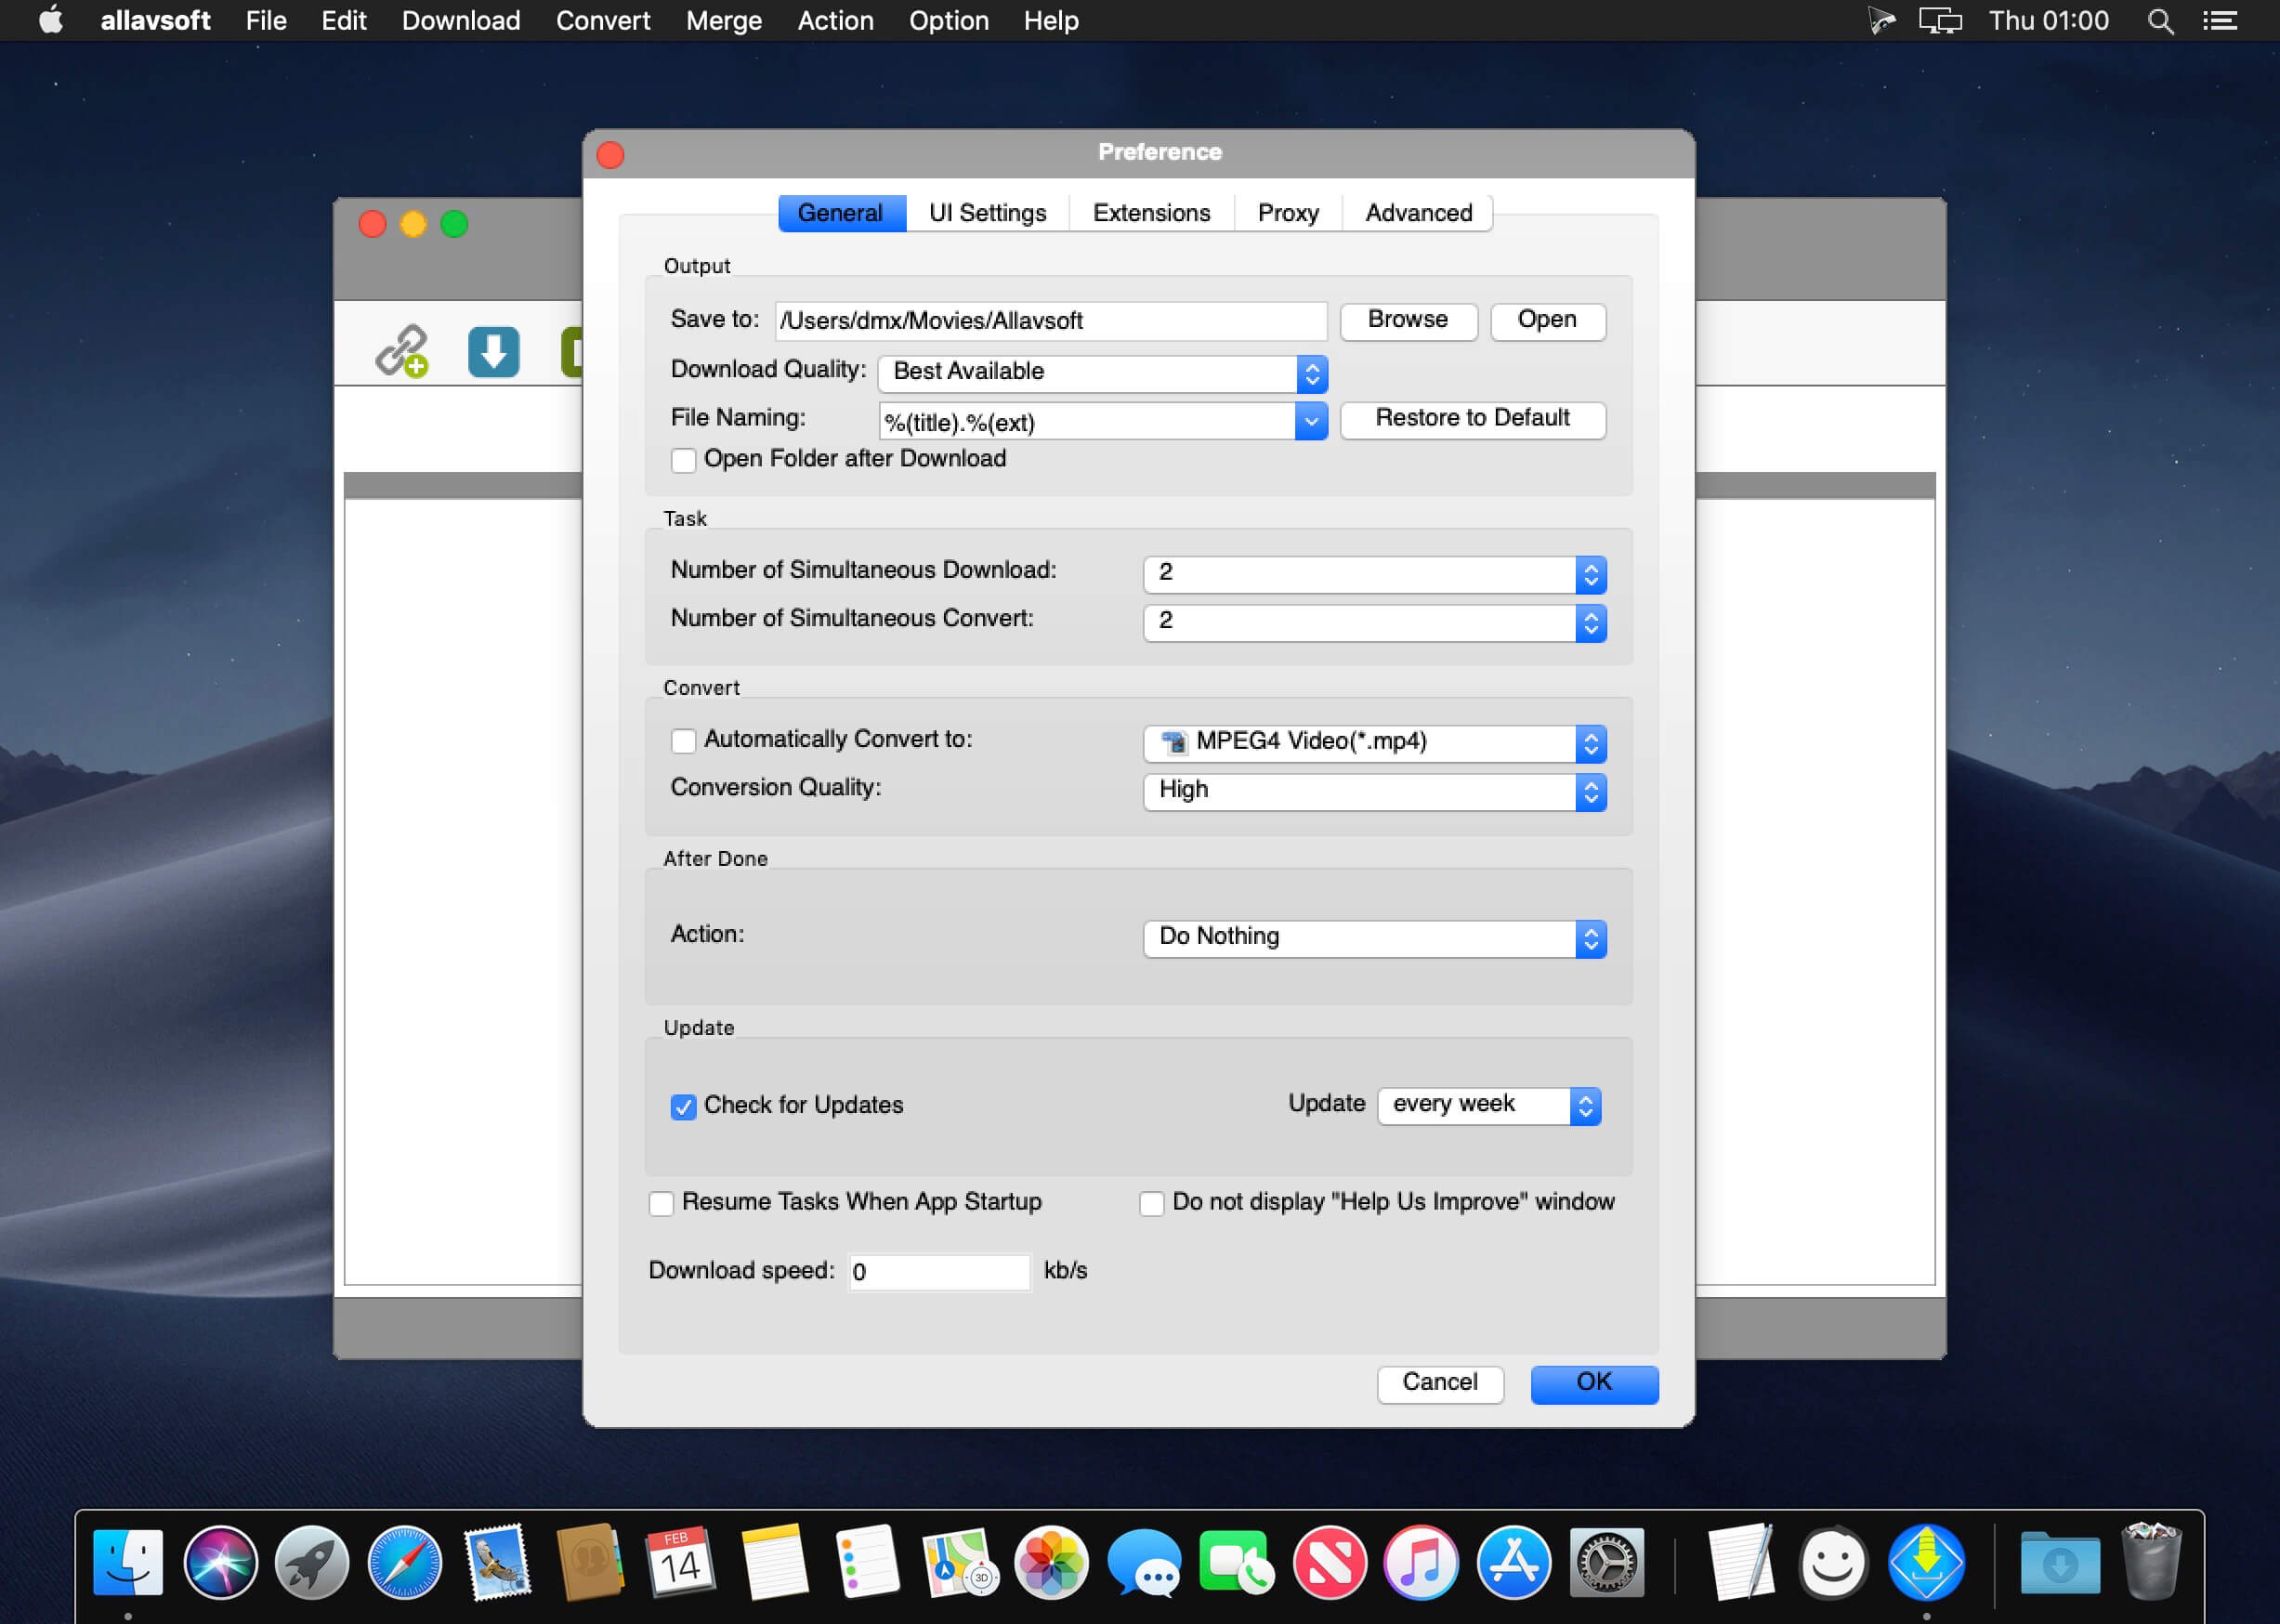 allavsoft File Edit Download Convert Merge Action Option Help Thu 01:00
Preference
General UI Settings Extensions Proxy Advanced
Output
Save to: /Users/dmx/Movies/Allavsoft Browse Open
Download Quality: Best Available
File Naming: %(title).%(ext) Restore to Default
Open Folder after Download
Task
Number of Simultaneous Download: 2
Number of Simultaneous Convert: 2
Convert
Automatically Convert to: MPEG4 Video(*.mp4)
Conversion Quality: High
After Done
Action: Do Nothing
Update
Check for Updates Update every week
Resume Tasks When App Startup Do not display "Help Us Improve" window
Download speed: 0 kb/s
Cancel OK
FEB
14
3D